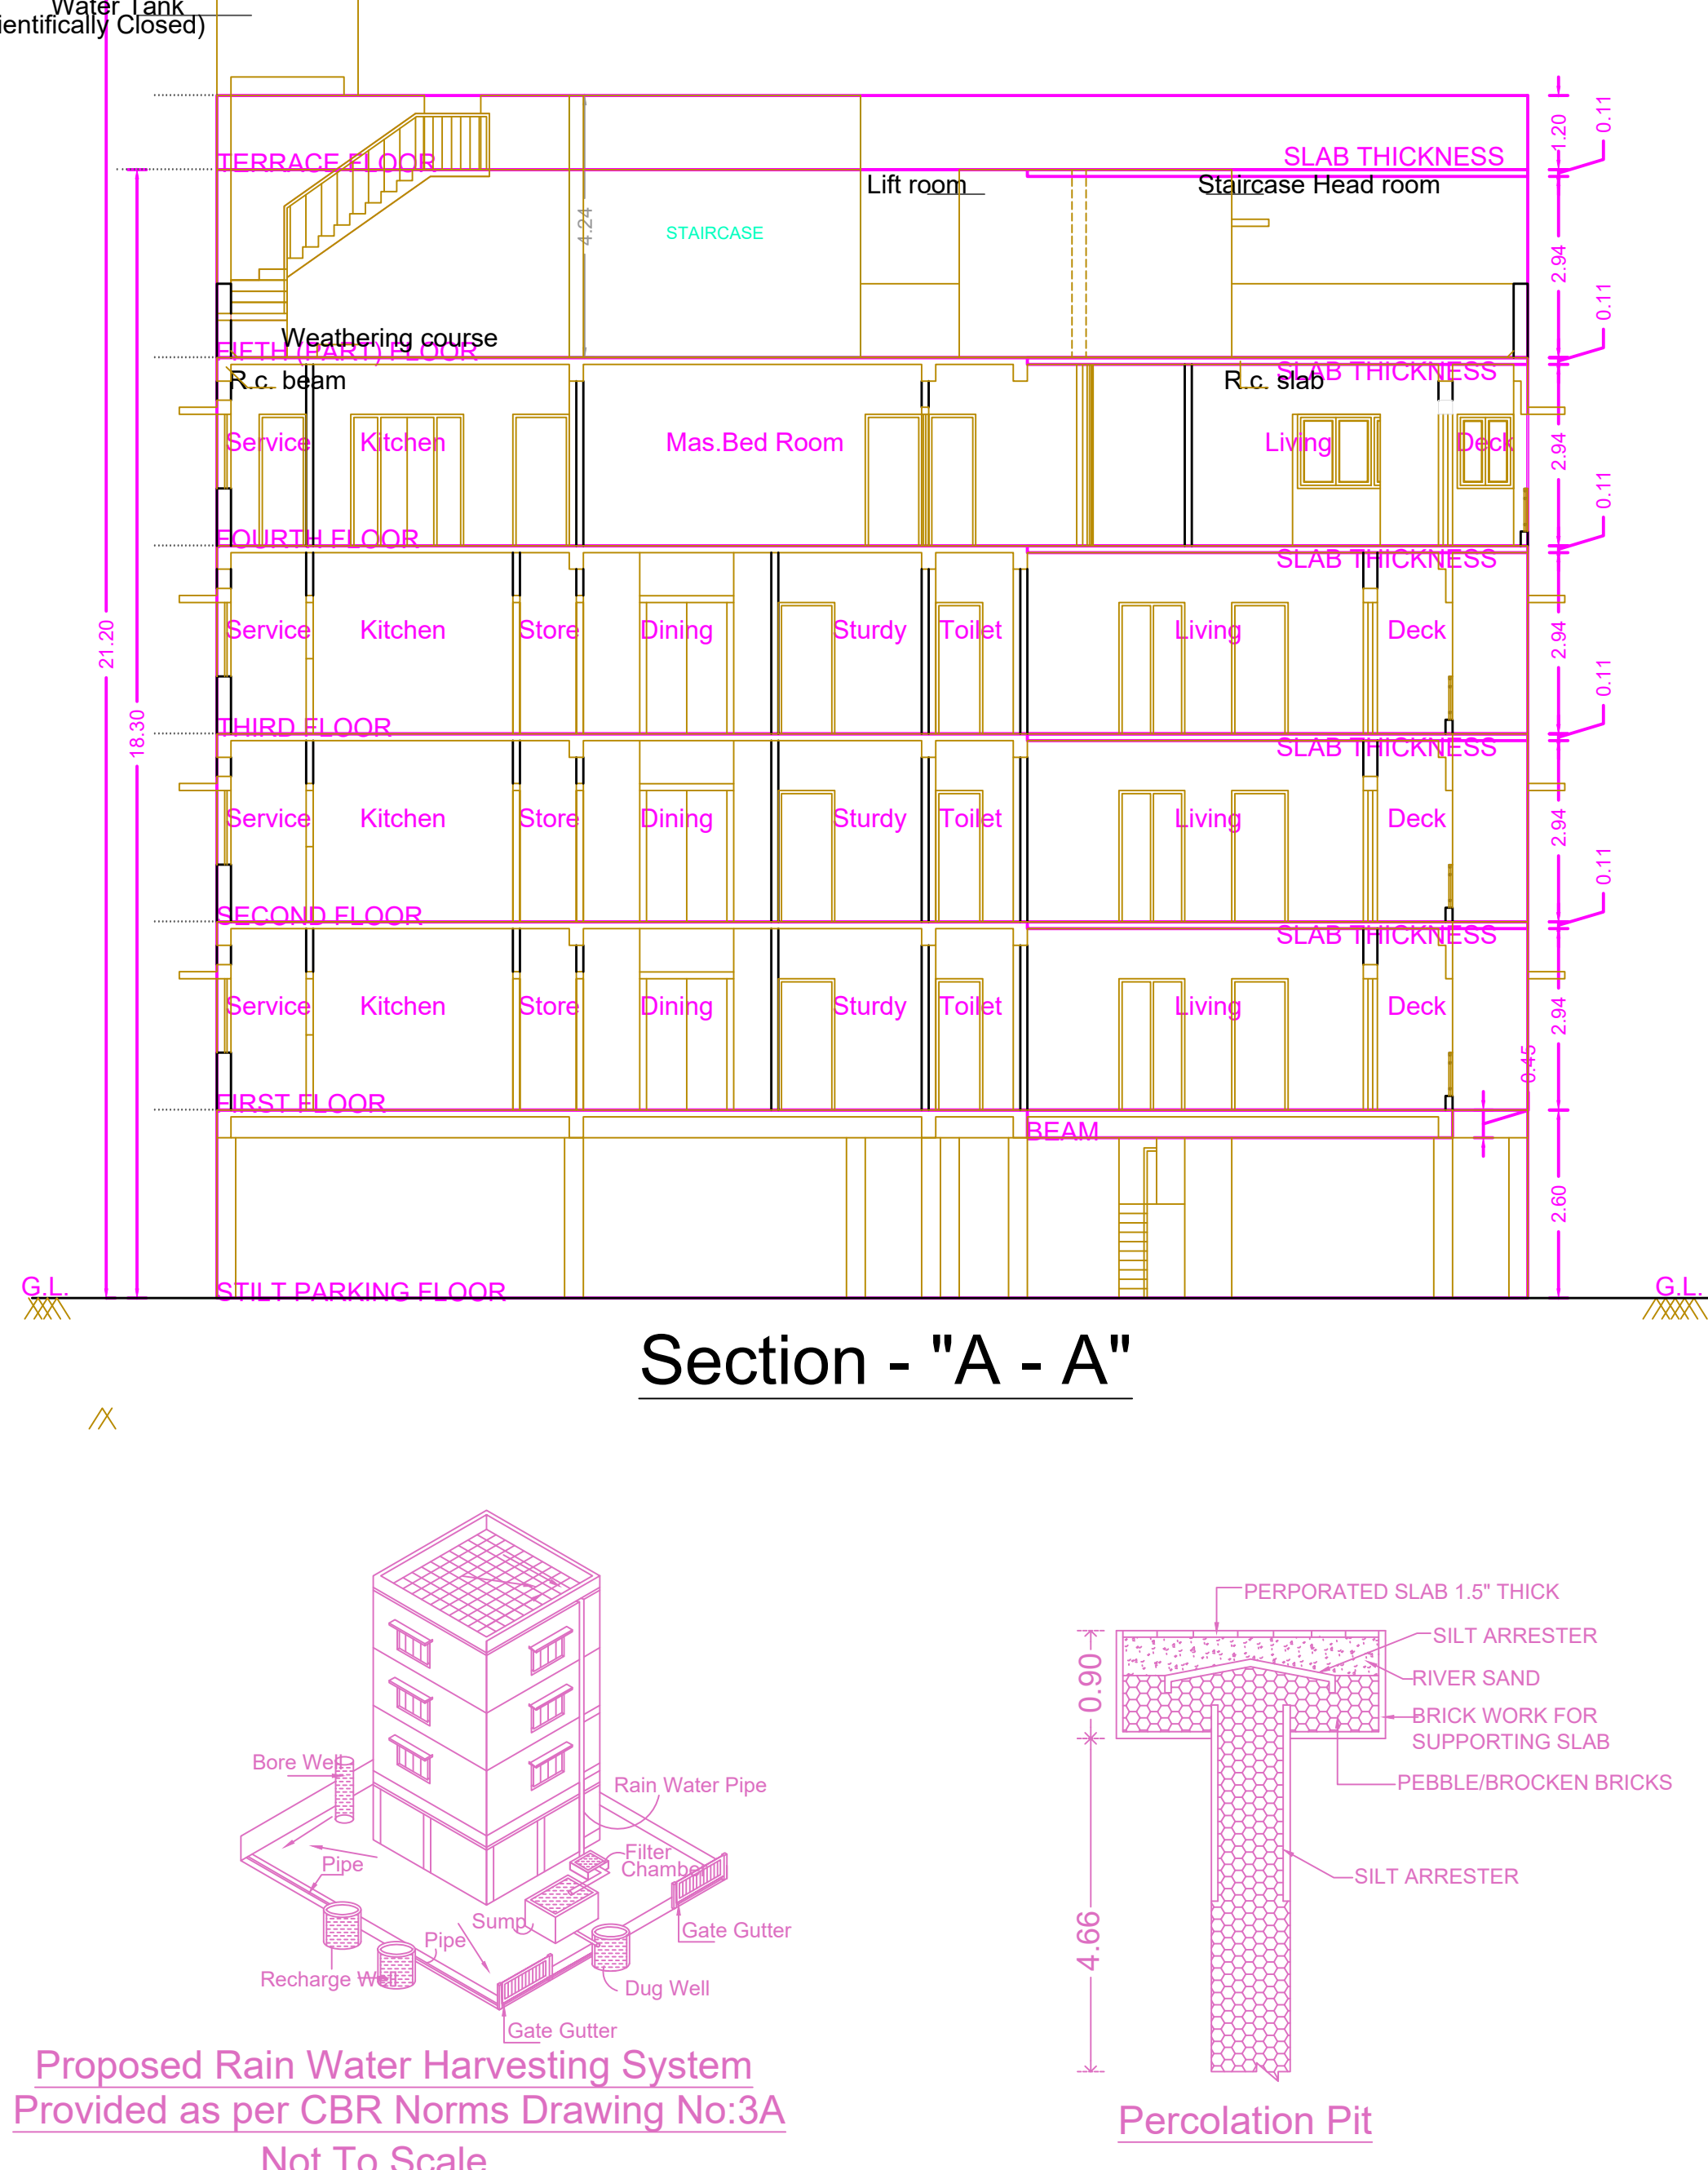 Water Tank
ientifically Closed)
1.20
0.11
TERRACE FLOOR
SLAB THICKNESS
Lift room
Staircase Head room
4.24
STAIRCASE
2.94
0.11
Weathering course
FIFTH (PART) FLOOR
SLAB THICKNESS
R.c. beam
R.c. slab
Service
Kitchen
Mas.Bed Room
Living
Deck
2.94
0.11
FOURTH FLOOR
SLAB THICKNESS
Service
Kitchen
Store
Dining
Sturdy
Toilet
Living
Deck
2.94
21.20
18.30
0.11
THIRD FLOOR
SLAB THICKNESS
Service
Kitchen
Store
Dining
Sturdy
Toilet
Living
Deck
2.94
0.11
SECOND FLOOR
SLAB THICKNESS
Service
Kitchen
Store
Dining
Sturdy
Toilet
Living
Deck
2.94
0.45
FIRST FLOOR
BEAM
2.60
G.L.
STILT PARKING FLOOR
G.L.
Section - "A - A"
Bore Well
Rain Water Pipe
Pipe
Filter
Chamber
Sump
Pipe
Gate Gutter
Recharge Well
Dug Well
Gate Gutter
Proposed Rain Water Harvesting System
Provided as per CBR Norms Drawing No:3A
Not To Scale
PERPORATED SLAB 1.5" THICK
SILT ARRESTER
0.90
RIVER SAND
BRICK WORK FOR
SUPPORTING SLAB
PEBBLE/BROCKEN BRICKS
SILT ARRESTER
4.66
Percolation Pit